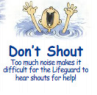 Don't Shout
Too much noise makes it
difficult for the Lifeguard to
hear shouts for help!